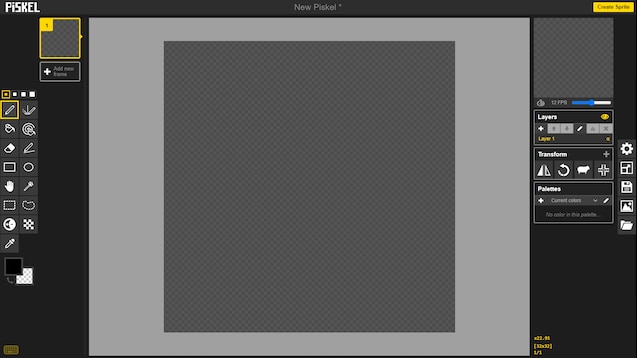 PiSKEL
New Piskel *
Create Sprite
1
Add new
frame
12 FPS
Layers
Layer 1
α
Transform
Palettes
Current colors
No color in this palette...
x22.91
[32x32]
1/1